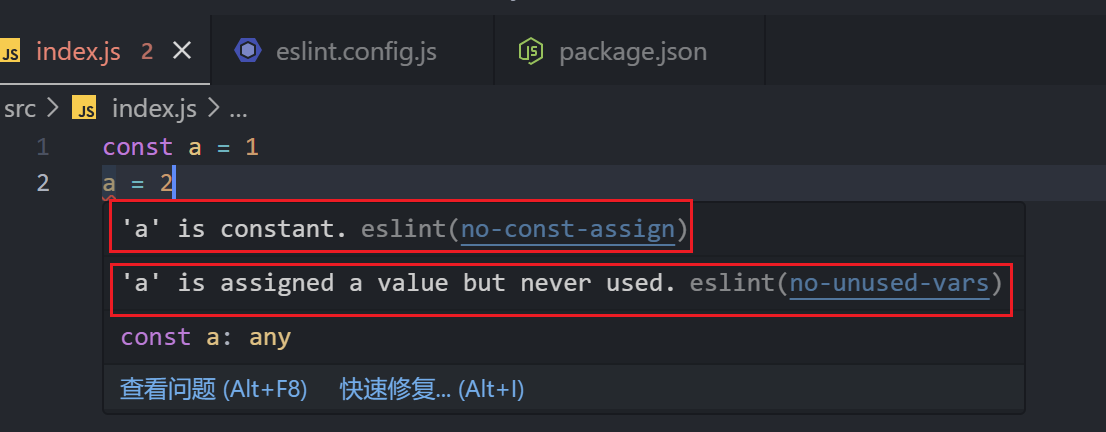 JS index.js 2 × eslint.config.js JS package.json
src > JS index.js > ...
1 const a = 1
2 a = 2
'a' is constant. eslint(no-const-assign)
'a' is assigned a value but never used. eslint(no-unused-vars)
const a: any
查看问题 (Alt+F8) 快速修复... (Alt+I)